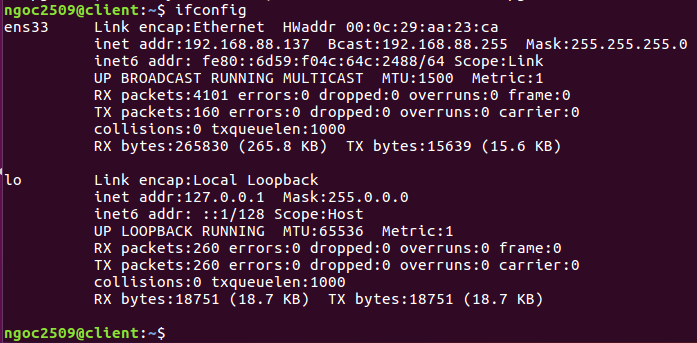 ngoc2509@client:~$ ifconfig
ens33     Link encap:Ethernet  HWaddr 00:0c:29:aa:23:ca
          inet addr:192.168.88.137  Bcast:192.168.88.255  Mask:255.255.255.0
          inet6 addr: fe80::6d59:f04c:64c:2488/64 Scope:Link
          UP BROADCAST RUNNING MULTICAST  MTU:1500  Metric:1
          RX packets:4101 errors:0 dropped:0 overruns:0 frame:0
          TX packets:160 errors:0 dropped:0 overruns:0 carrier:0
          collisions:0 txqueuelen:1000
          RX bytes:265830 (265.8 KB)  TX bytes:15639 (15.6 KB)

lo        Link encap:Local Loopback
          inet addr:127.0.0.1  Mask:255.0.0.0
          inet6 addr: ::1/128 Scope:Host
          UP LOOPBACK RUNNING  MTU:65536  Metric:1
          RX packets:260 errors:0 dropped:0 overruns:0 frame:0
          TX packets:260 errors:0 dropped:0 overruns:0 carrier:0
          collisions:0 txqueuelen:1000
          RX bytes:18751 (18.7 KB)  TX bytes:18751 (18.7 KB)

ngoc2509@client:~$